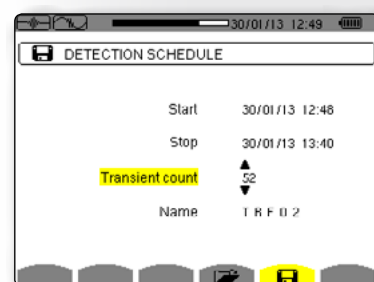 30/01/13 12:49
DETECTION SCHEDULE
Start 30/01/13 12:48
Stop 30/01/13 13:40
Transient count 52
Name TRF02